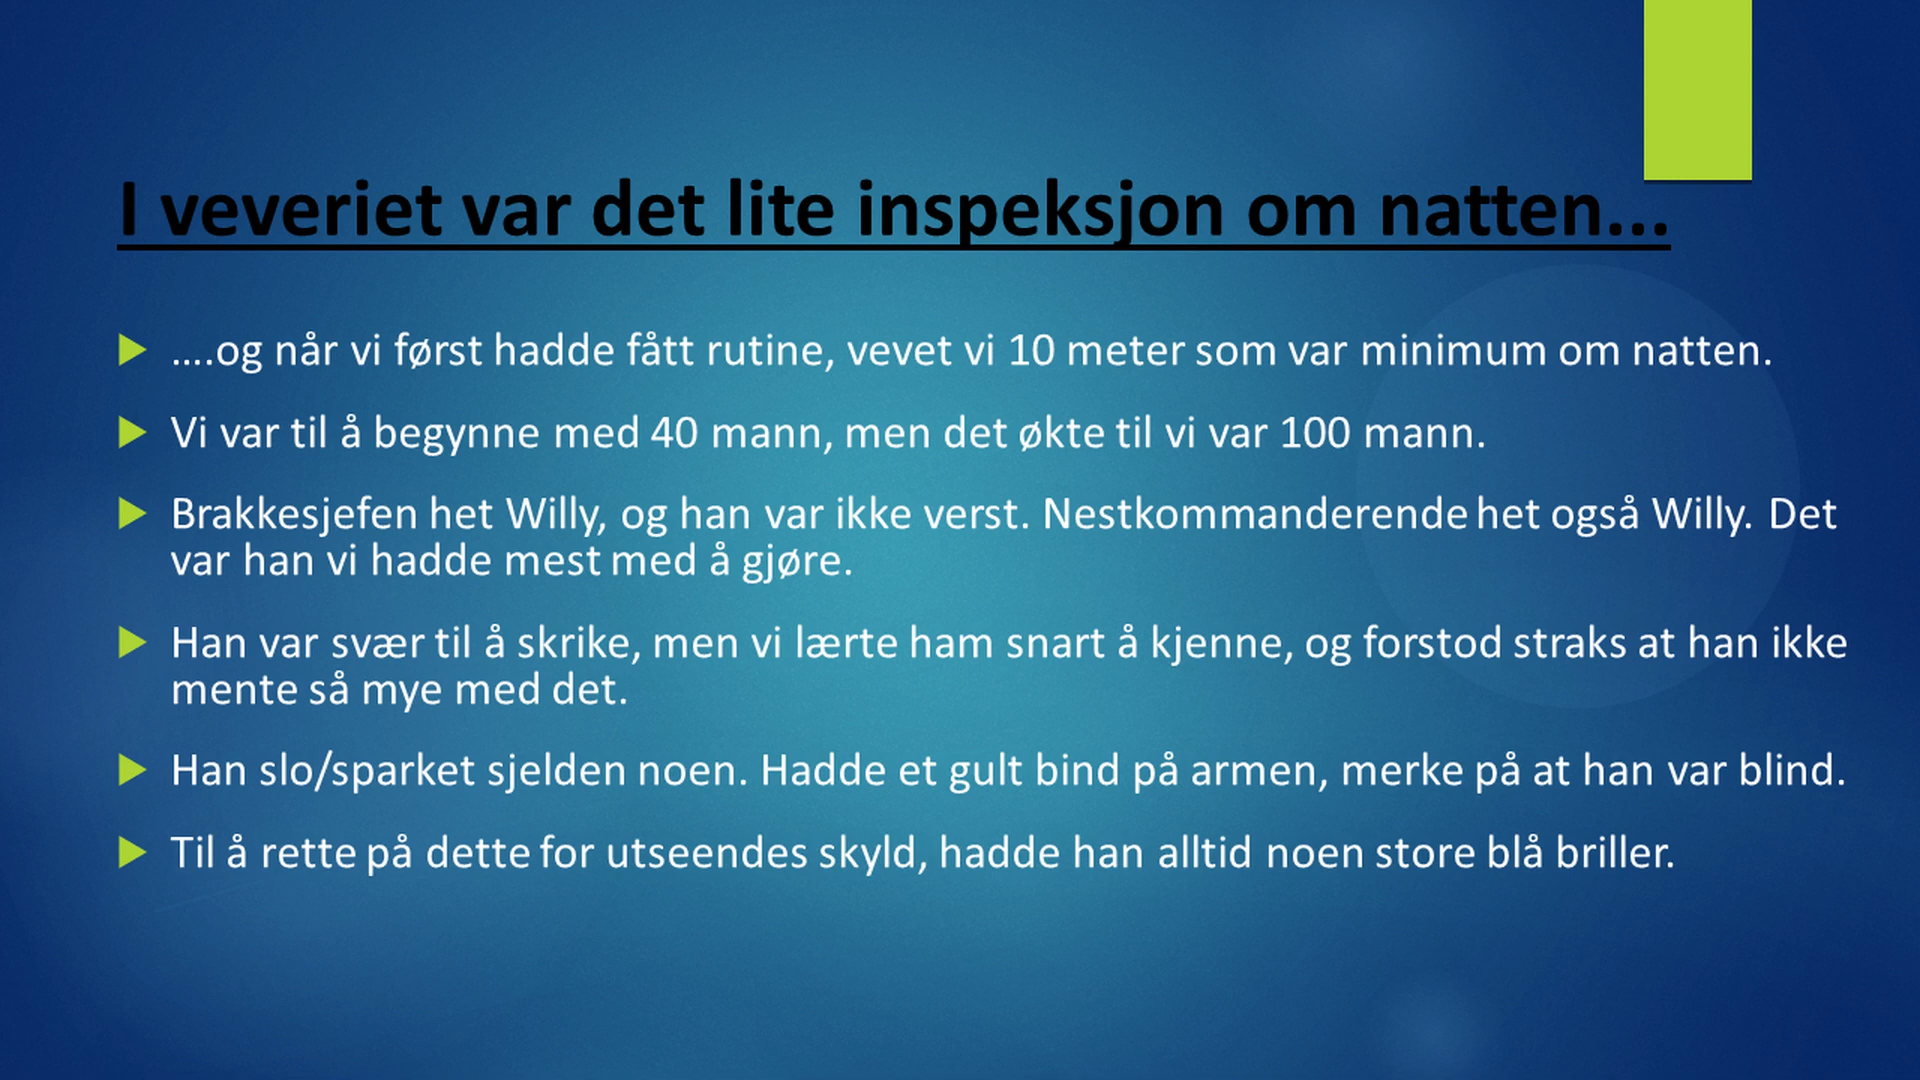 I veveriet var det lite inspeksjon om natten...
....og når vi først hadde fått rutine, vevet vi 10 meter som var minimum om natten.
Vi var til å begynne med 40 mann, men det økte til vi var 100 mann.
Brakkesjefen het Willy, og han var ikke verst. Nestkommanderende het også Willy. Det
var han vi hadde mest med å gjøre.
Han var svær til å skrike, men vi lærte ham snart å kjenne, og forstod straks at han ikke
mente så mye med det.
Han slo/sparket sjelden noen. Hadde et gult bind på armen, merke på at han var blind.
Til å rette på dette for utseendes skyld, hadde han alltid noen store blå briller.